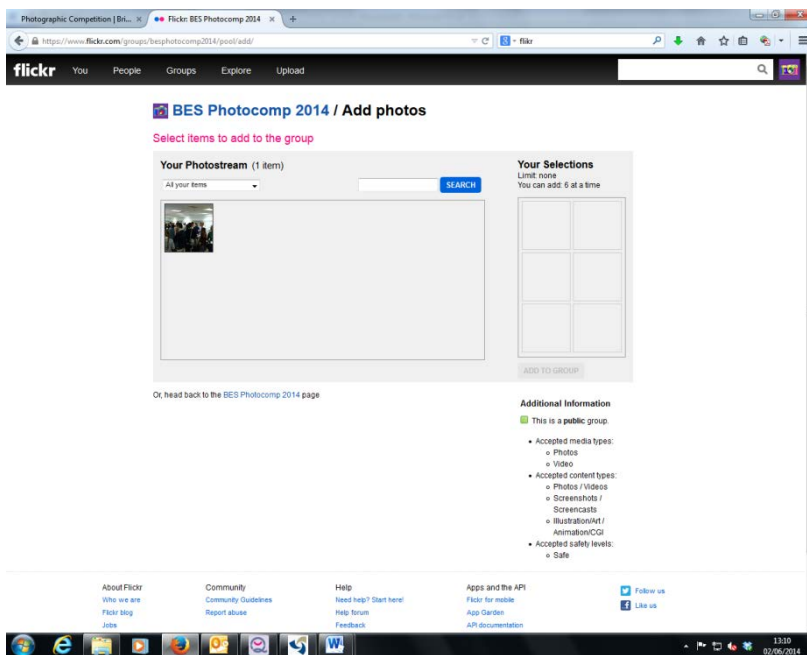 Photographic Competition | Bri...
Flickr: BES Photocomp 2014
https://www.flickr.com/groups/besphotocomp2014/pool/add/
flikr
flickr You People Groups Explore Upload
BES Photocomp 2014 / Add photos
Select items to add to the group
Your Photostream (1 item)
All your items
SEARCH
Your Selections
Limit: none
You can add: 6 at a time
ADD TO GROUP
Or, head back to the BES Photocomp 2014 page
Additional Information
This is a public group.
Accepted media types:
Photos
Video
Accepted content types:
Photos / Videos
Screenshots /
Screencasts
Illustration/Art /
Animation/CGI
Accepted safety levels:
Safe
About Flickr
Who we are
Flickr blog
Jobs
Community
Community Guidelines
Report abuse
Help
Need help? Start here!
Help forum
Feedback
Apps and the API
Flickr for mobile
App Garden
API documentation
Follow us
Like us
13:10
02/06/2014